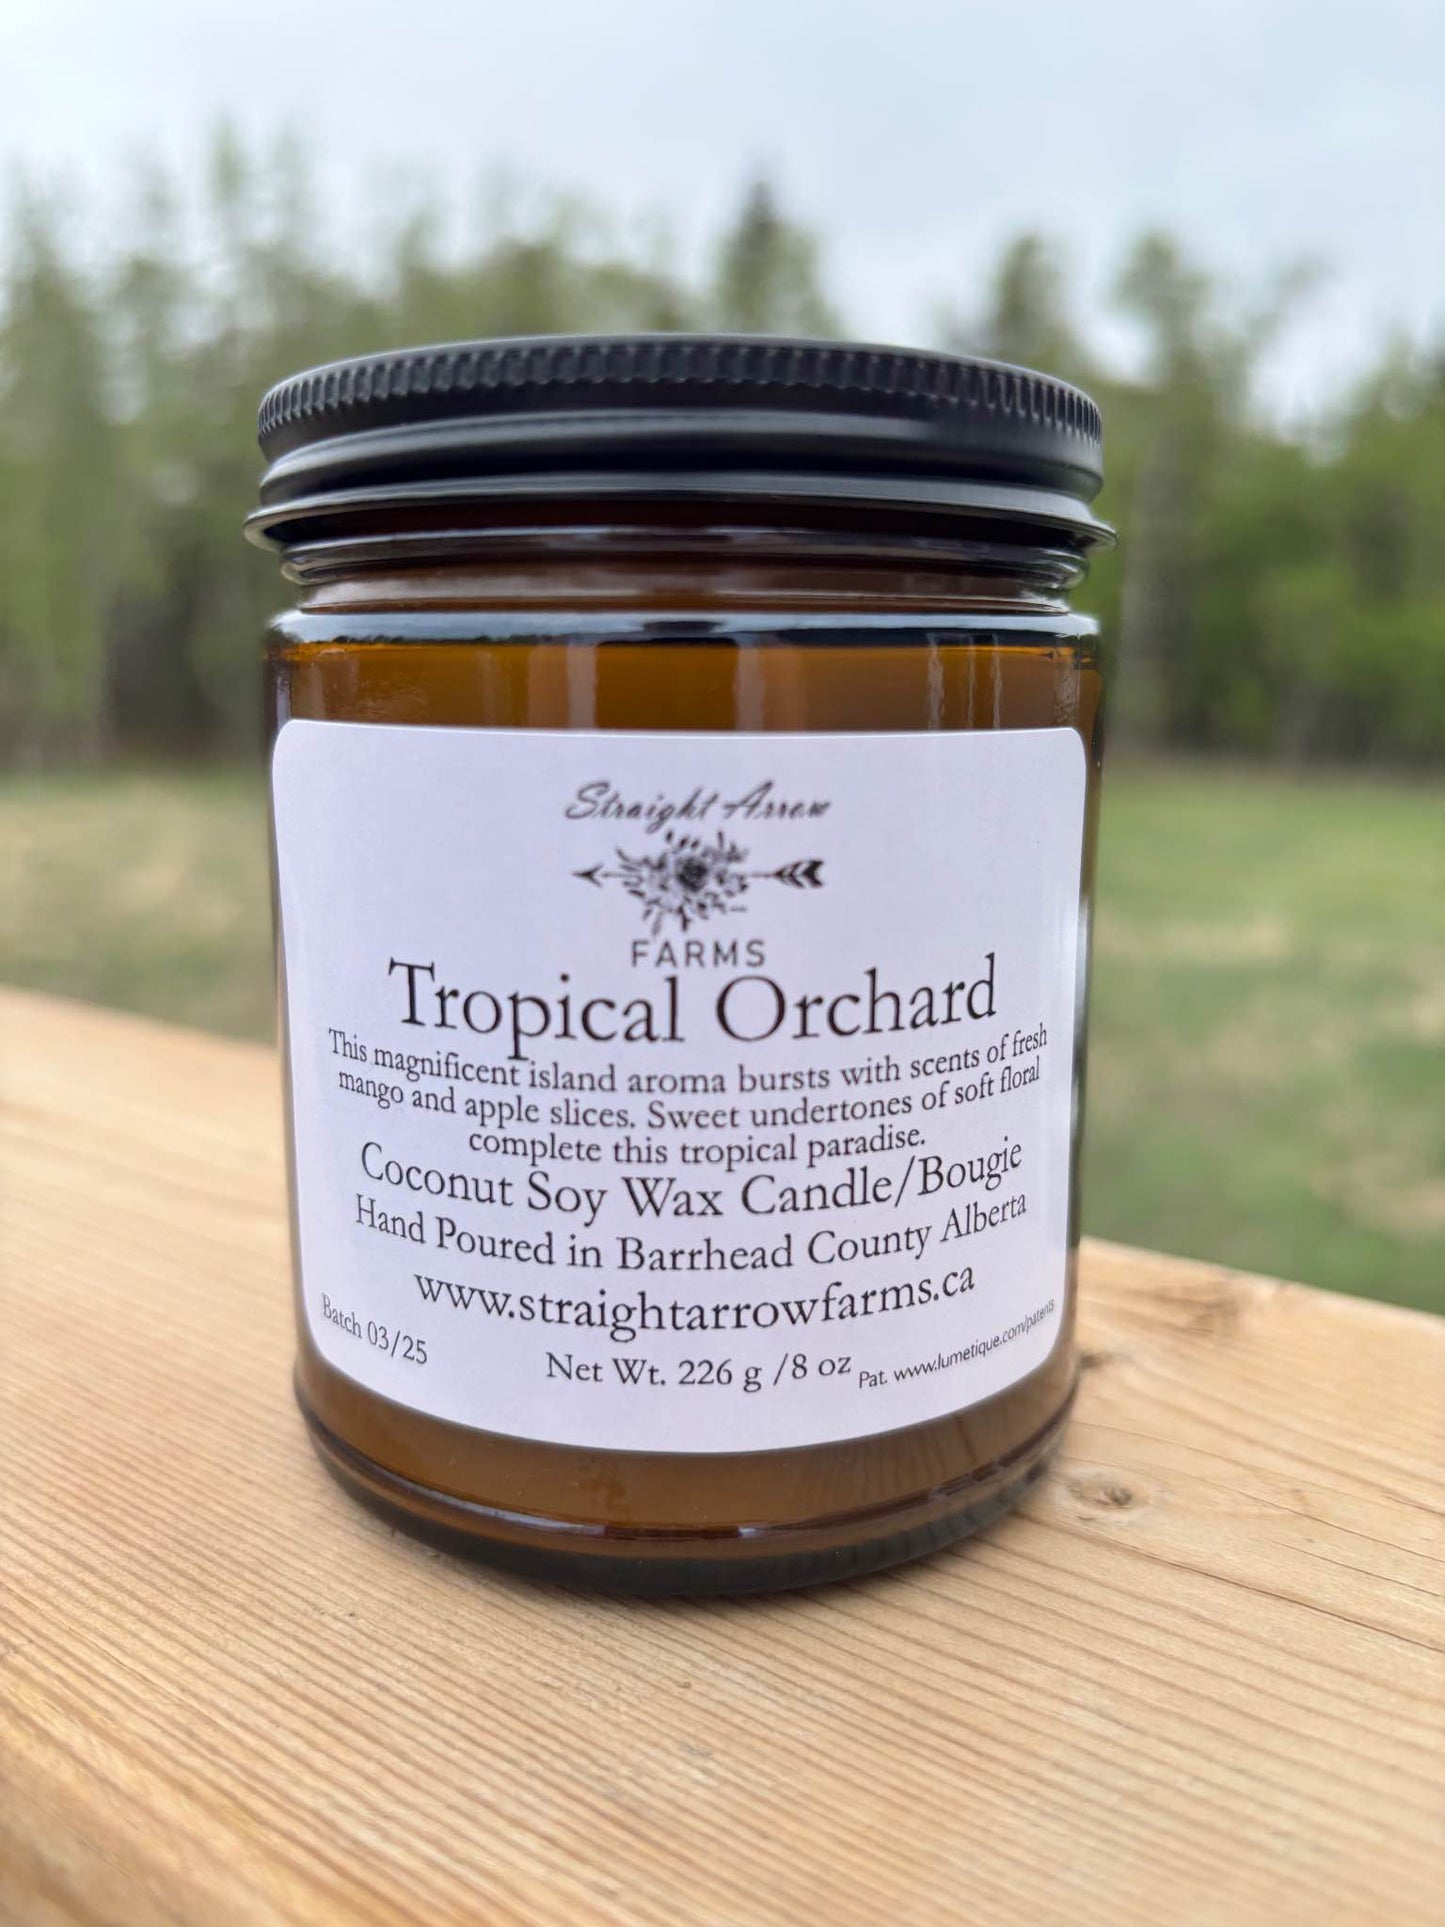 Straight Arrow
FARMS
Tropical Orchard
This magnificent island aroma bursts with scents of fresh
mango and apple slices. Sweet undertones of soft floral
complete this tropical paradise.
Coconut Soy Wax Candle/Bougie
Hand Poured in Barrhead County Alberta
www.straightarrowfarms.ca
Batch 03/25
Net Wt. 226 g /8 oz
Pat. www.lumetique.com/patents